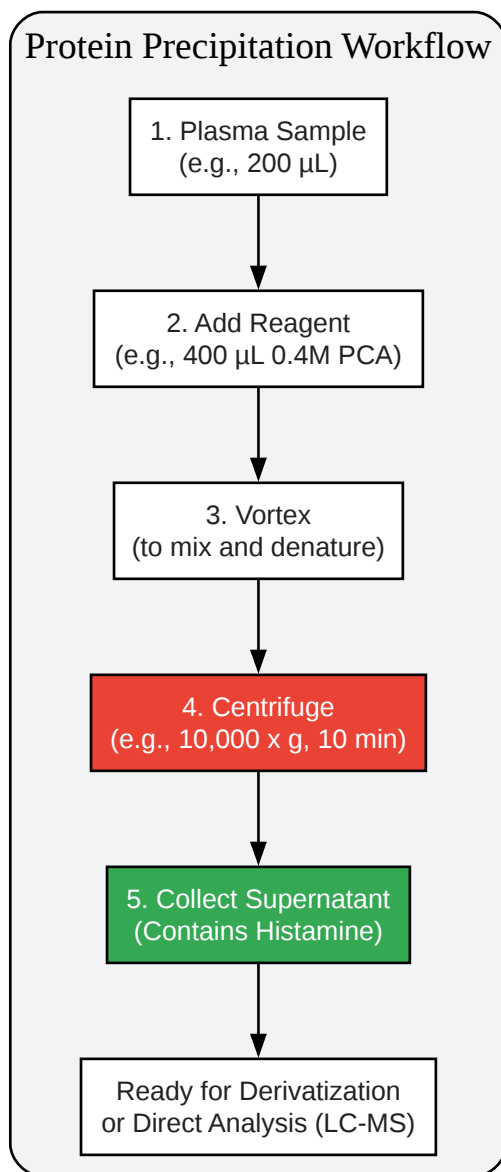 Protein Precipitation Workflow
1. Plasma Sample
(e.g., 200 µL)
2. Add Reagent
(e.g., 400 µL 0.4M PCA)
3. Vortex
(to mix and denature)
4. Centrifuge
(e.g., 10,000 x g, 10 min)
5. Collect Supernatant
(Contains Histamine)
Ready for Derivatization
or Direct Analysis (LC-MS)